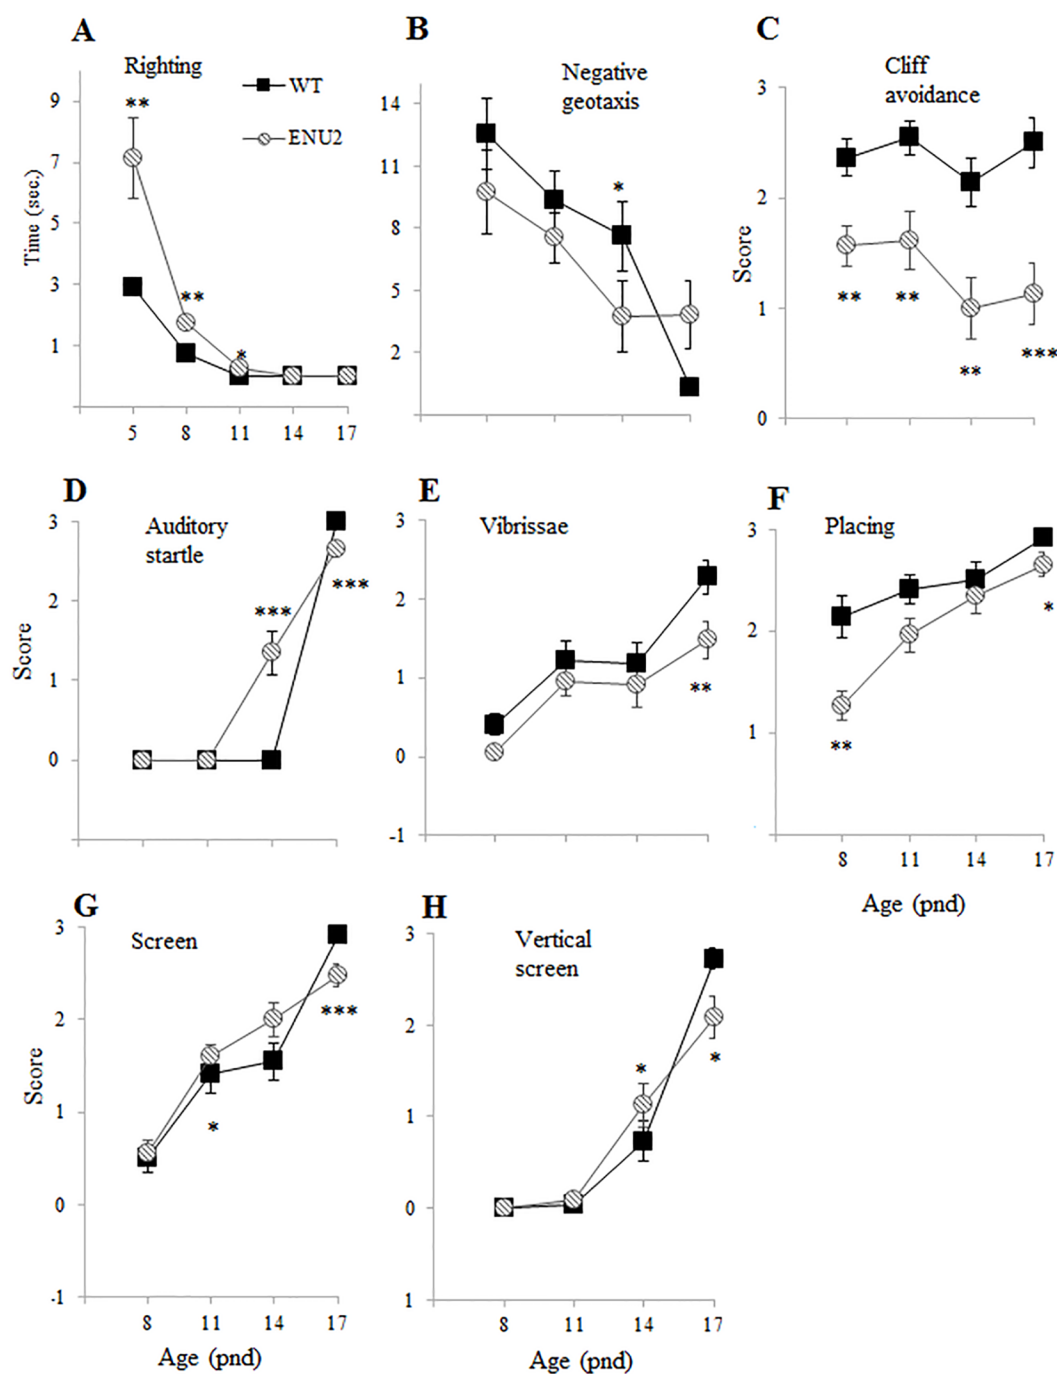 A
Righting
WT
ENU2
**
**
*
9
7
5
3
1
Time (sec.)
5 8 11 14 17
B
Negative
geotaxis
*
14
11
8
5
2
C
Cliff
avoidance
3
2
1
0
Score
** ** ** ***
D
Auditory
startle
3
2
1
0
Score
***
***
E
Vibrissae
3
2
1
0
-1
**
F
Placing
3
2
1
**
*
8 11 14 17
Age (pnd)
G
Screen
3
2
1
0
-1
Score
*
***
8 11 14 17
Age (pnd)
H
Vertical
screen
3
2
1
0
1
*
*
8 11 14 17
Age (pnd)